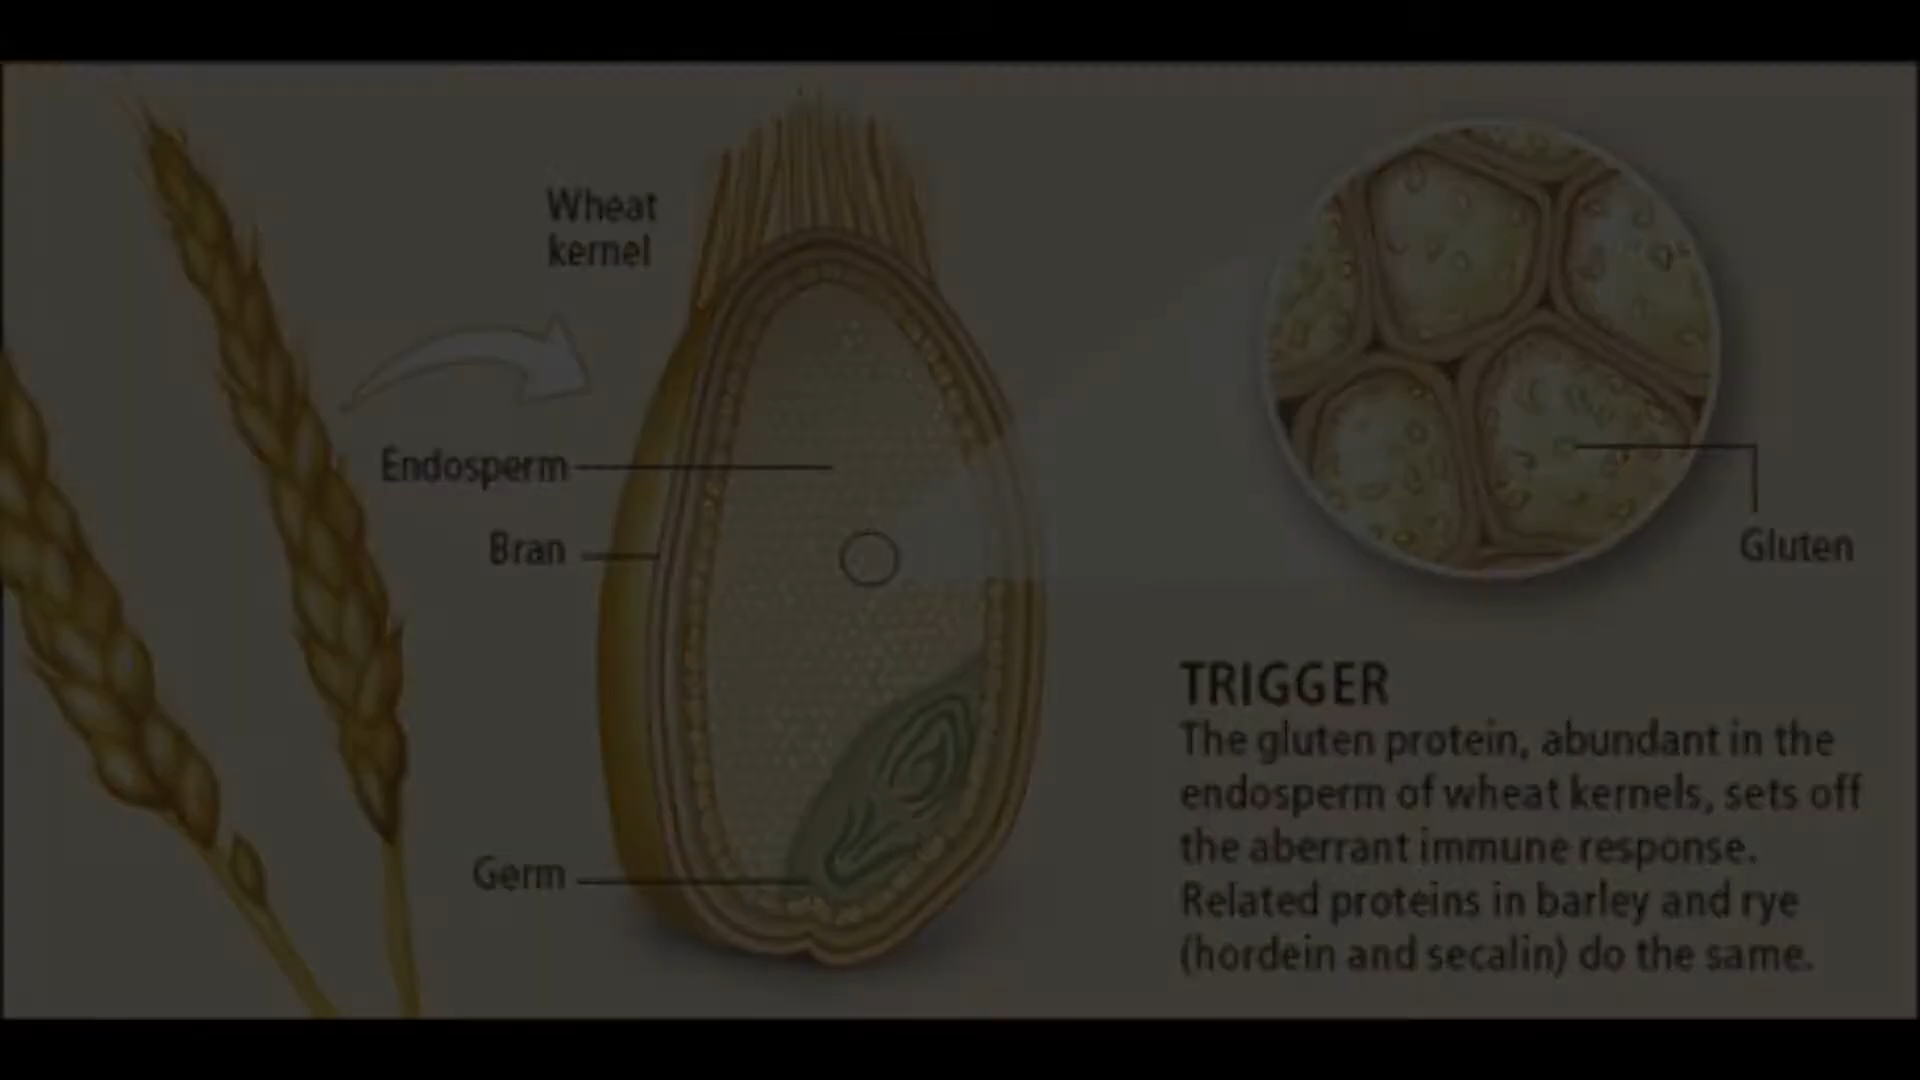 Wheat
kernel
Endosperm
Bran
Germ
Gluten
TRIGGER
The gluten protein, abundant in the
endosperm of wheat kernels, sets off
the aberrant immune response.
Related proteins in barley and rye
(hordein and secalin) do the same.